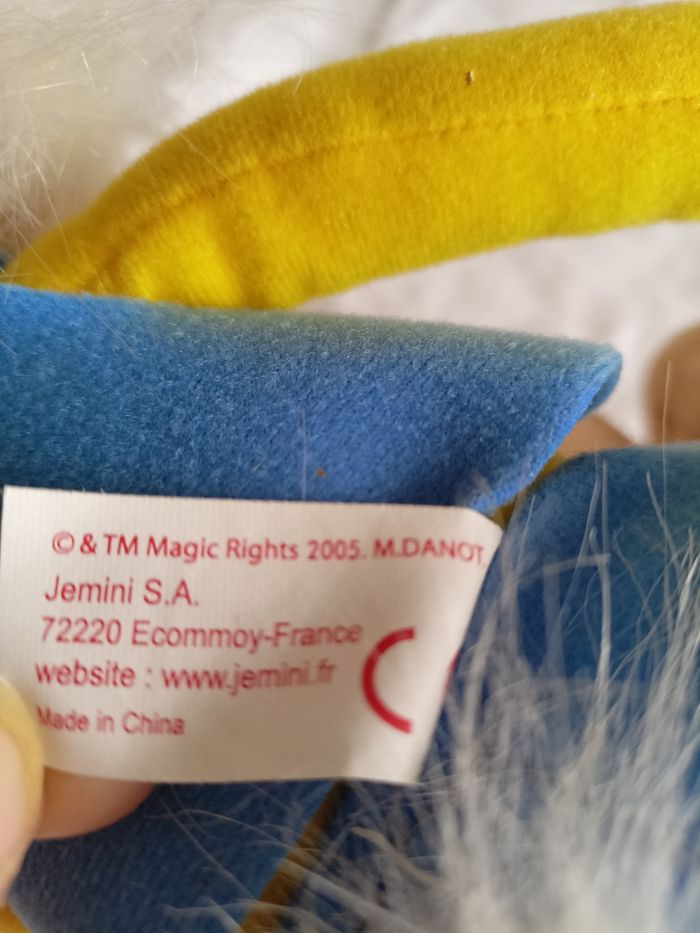 © & TM Magic Rights 2005. M.DANOT,
Jemini S.A.
72220 Ecommoy-France
website : www.jemini.fr
Made in China